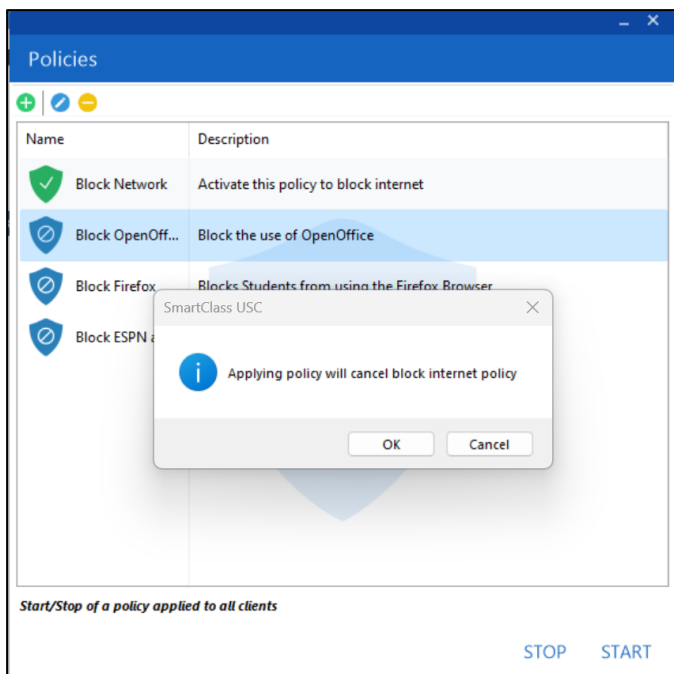 Policies
Name Description
Block Network Activate this policy to block internet
Block OpenOff... Block the use of OpenOffice
Block Firefox Blocks Students from using the Firefox Browser
Block ESPN
SmartClass USC
Applying policy will cancel block internet policy
OK Cancel
Start/Stop of a policy applied to all clients
STOP START